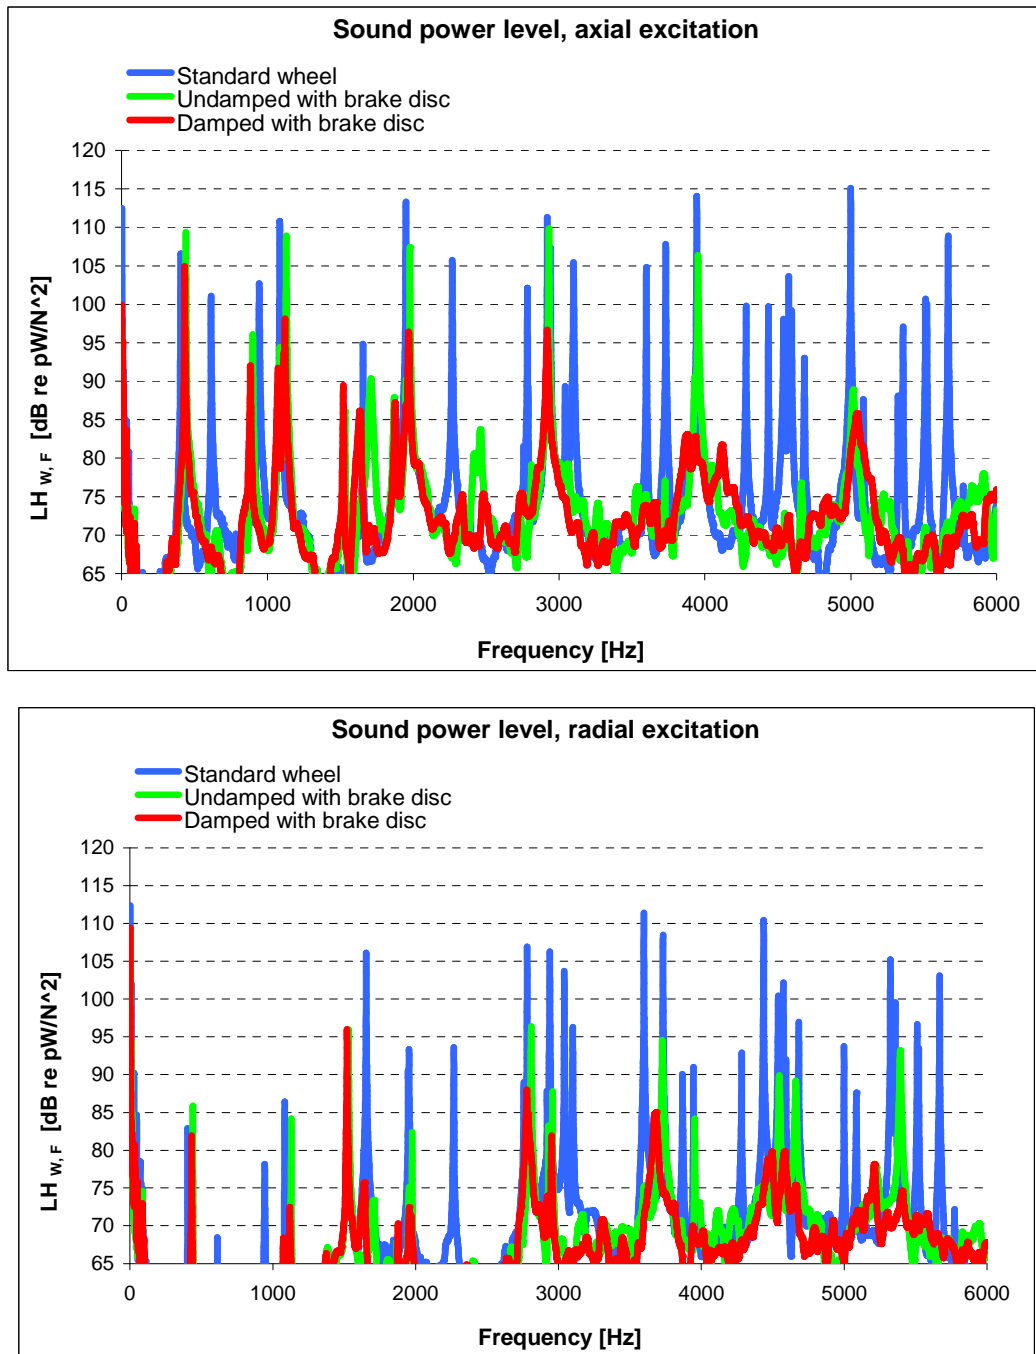 Sound power level, axial excitation
Standard wheel
Undamped with brake disc
Damped with brake disc
LH W, F [dB re pW/N^2]
120
115
110
105
100
95
90
85
80
75
70
65
0 1000 2000 3000 4000 5000 6000
Frequency [Hz]
Sound power level, radial excitation
Standard wheel
Undamped with brake disc
Damped with brake disc
LH W, F [dB re pW/N^2]
120
115
110
105
100
95
90
85
80
75
70
65
0 1000 2000 3000 4000 5000 6000
Frequency [Hz]